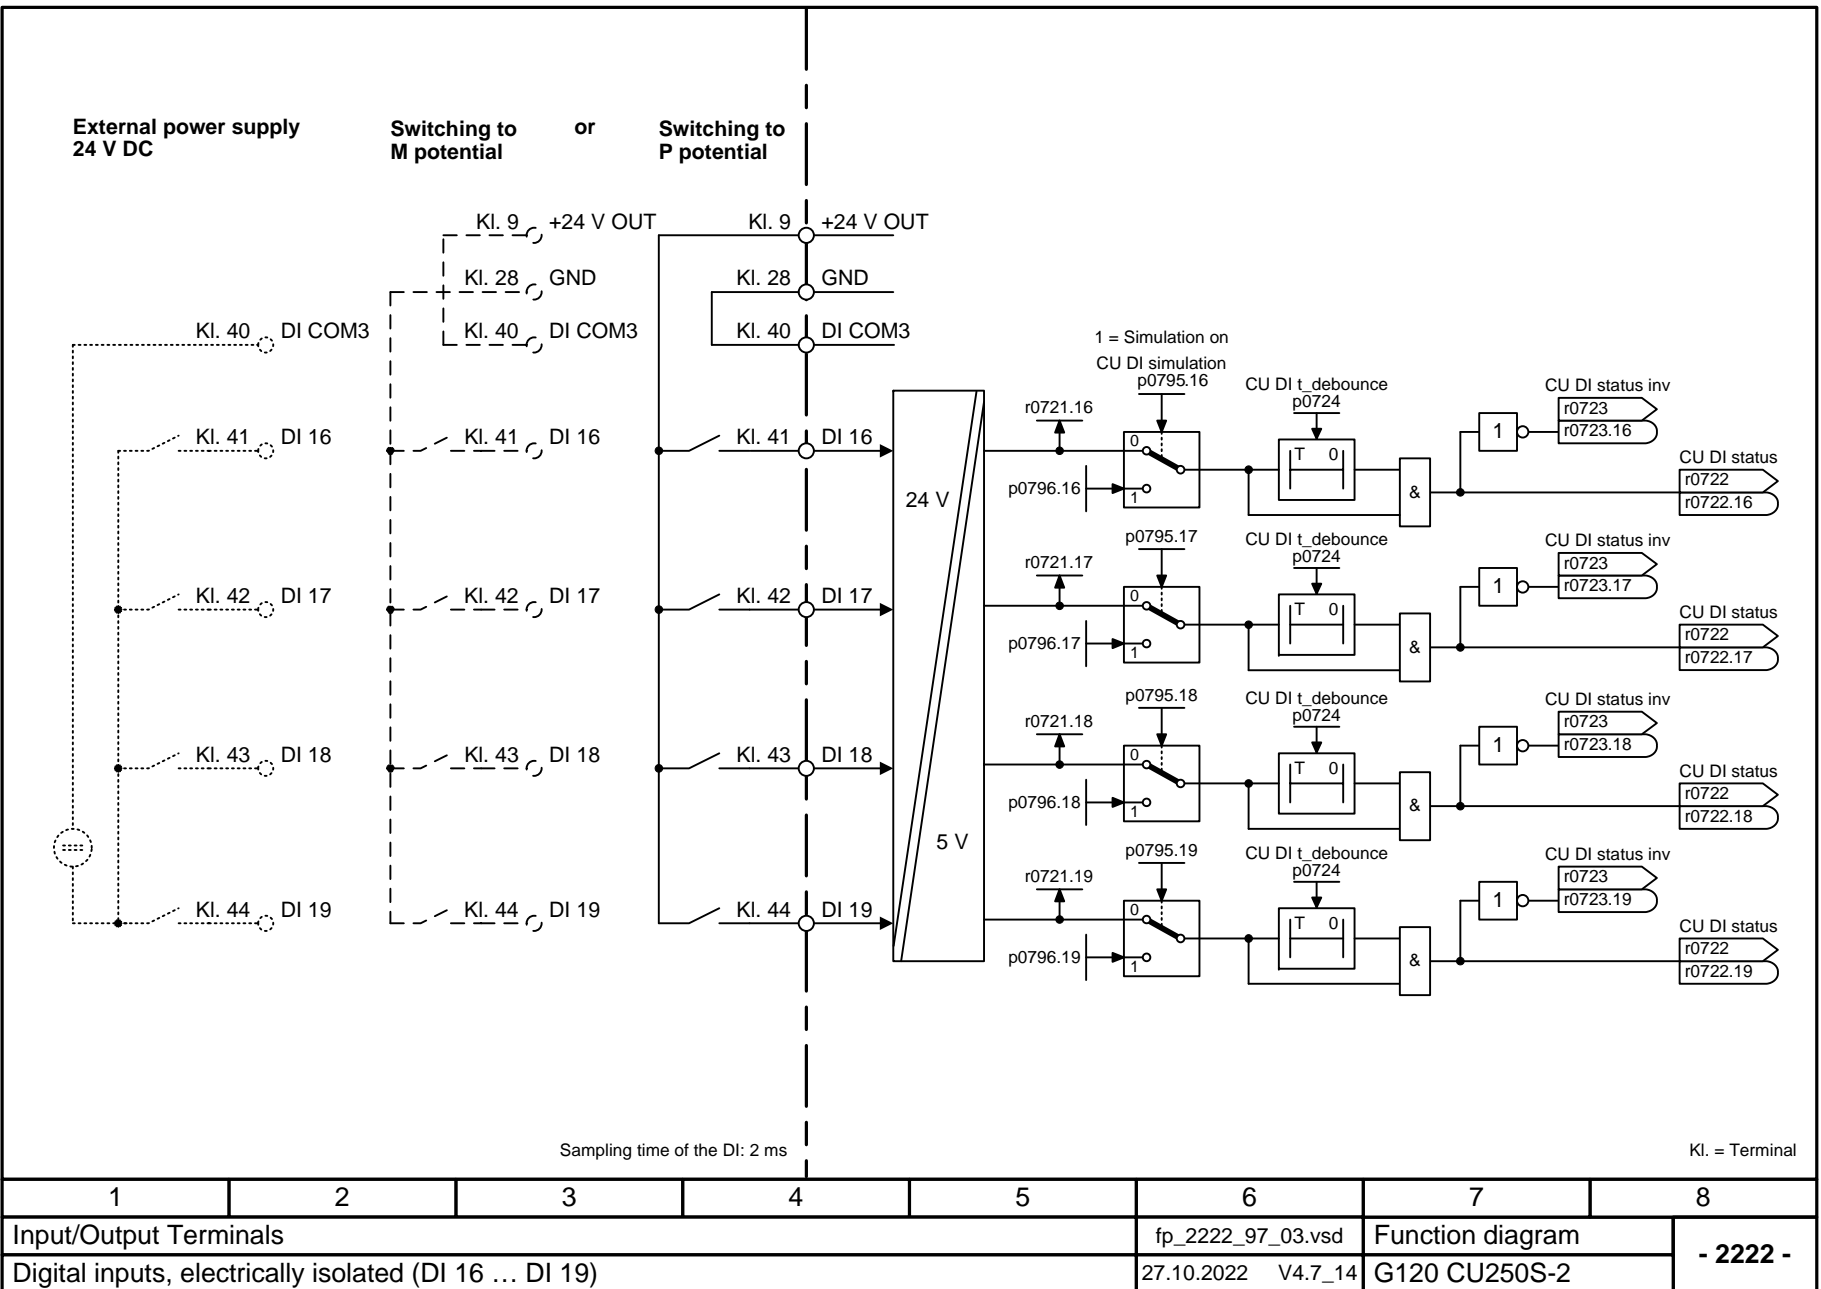 External power supply
24 V DC
Switching to
M potential
or
Switching to
P potential
Kl. 9 +24 V OUT
Kl. 9 +24 V OUT
Kl. 28 GND
Kl. 28 GND
Kl. 40 DI COM3
Kl. 40 DI COM3
Kl. 40 DI COM3
1 = Simulation on
CU DI simulation
p0795.16
CU DI t_debounce
p0724
CU DI status inv
r0723
r0723.16
r0721.16
Kl. 41 DI 16
Kl. 41 DI 16
Kl. 41 DI 16
0
T 0
1
CU DI status
r0722
r0722.16
24 V
p0796.16
1
&
p0795.17
CU DI t_debounce
p0724
CU DI status inv
r0723
r0723.17
r0721.17
Kl. 42 DI 17
Kl. 42 DI 17
Kl. 42 DI 17
0
T 0
1
CU DI status
r0722
r0722.17
p0796.17
1
&
p0795.18
CU DI t_debounce
p0724
CU DI status inv
r0723
r0723.18
r0721.18
Kl. 43 DI 18
Kl. 43 DI 18
Kl. 43 DI 18
0
T 0
1
CU DI status
r0722
r0722.18
p0796.18
1
&
5 V
p0795.19
CU DI t_debounce
p0724
CU DI status inv
r0723
r0723.19
r0721.19
Kl. 44 DI 19
Kl. 44 DI 19
Kl. 44 DI 19
0
T 0
1
CU DI status
r0722
r0722.19
p0796.19
1
&
Sampling time of the DI: 2 ms
Kl. = Terminal
1 2 3 4 5 6 7 8
Input/Output Terminals
fp_2222_97_03.vsd
Function diagram
- 2222 -
Digital inputs, electrically isolated (DI 16 … DI 19)
27.10.2022 V4.7_14
G120 CU250S-2